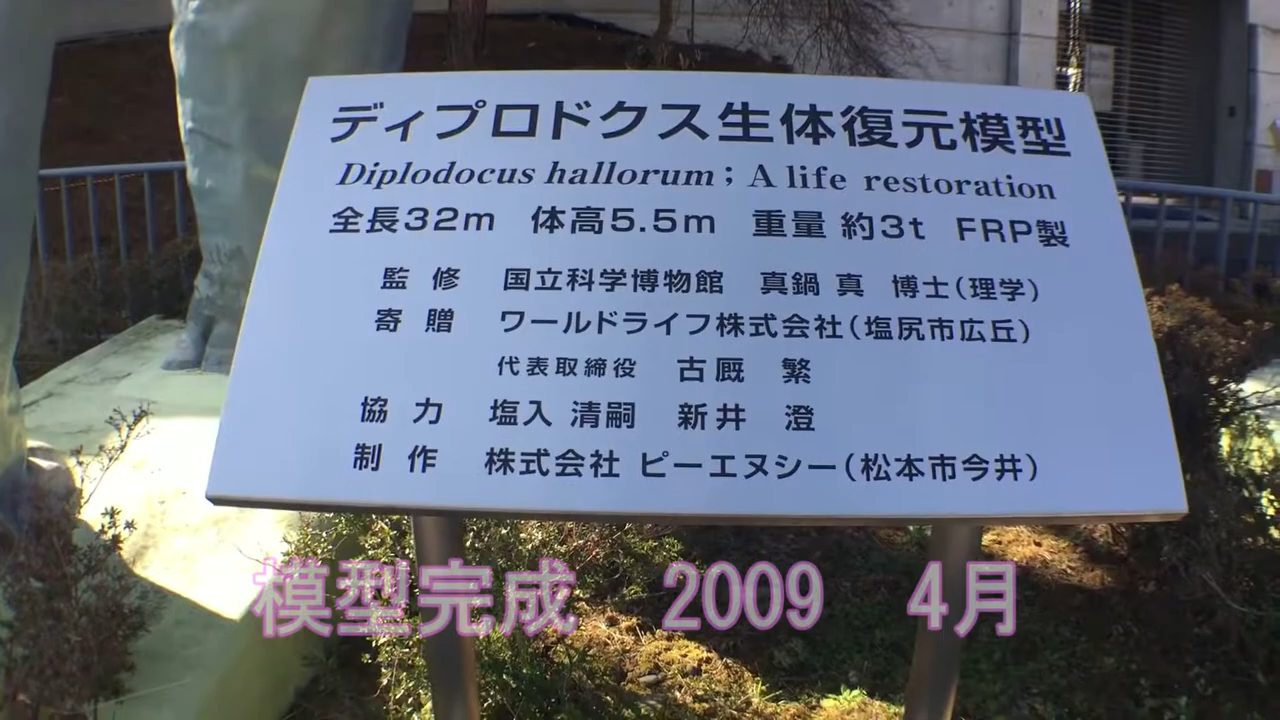 ディプロドクス生体復元模型
Diplodocus hallorum ; A life restoration
全長32m 体高5.5m 重量 約3t FRP製
監 修 国立科学博物館 真鍋 真 博士(理学)
寄 贈 ワールドライフ株式会社(塩尻市広丘)
代表取締役 古厩 繁
協 力 塩入 清嗣 新井 澄
制 作 株式会社 ピーエヌシー(松本市今井)
模型完成 2009 4月